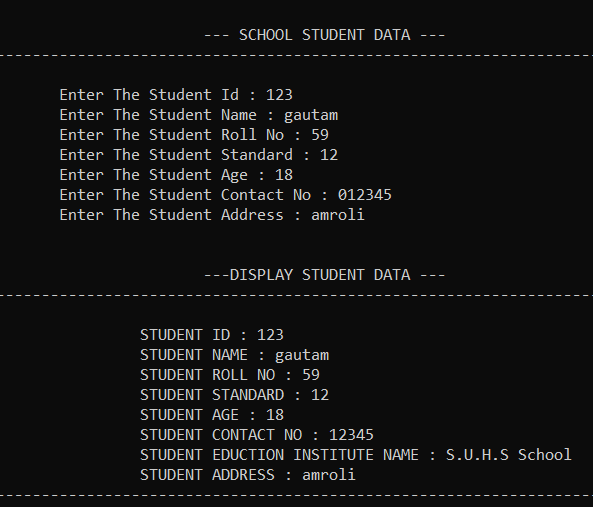 --- SCHOOL STUDENT DATA ---
Enter The Student Id : 123
Enter The Student Name : gautam
Enter The Student Roll No : 59
Enter The Student Standard : 12
Enter The Student Age : 18
Enter The Student Contact No : 012345
Enter The Student Address : amroli
---DISPLAY STUDENT DATA ---
STUDENT ID : 123
STUDENT NAME : gautam
STUDENT ROLL NO : 59
STUDENT STANDARD : 12
STUDENT AGE : 18
STUDENT CONTACT NO : 12345
STUDENT EDUCTION INSTITUTE NAME : S.U.H.S School
STUDENT ADDRESS : amroli